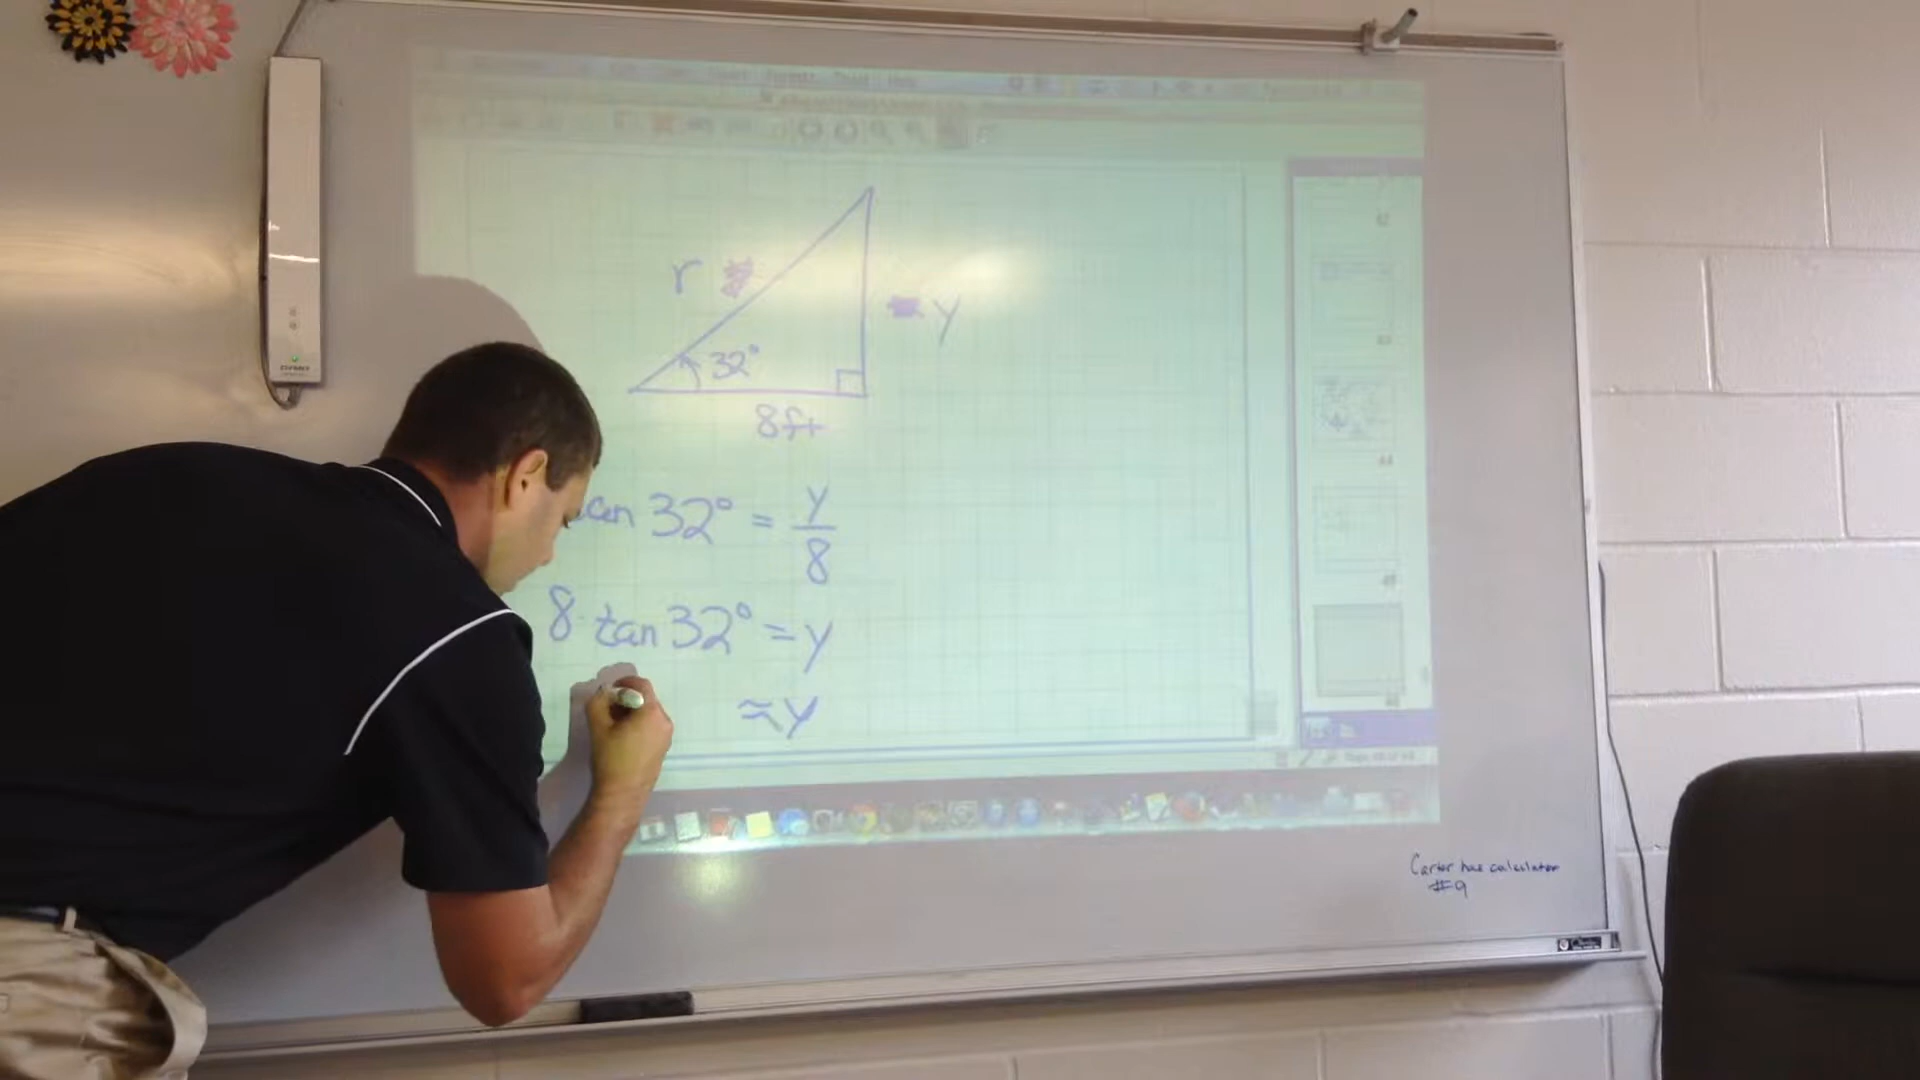 r
y
32°
8ft
tan 32° = y/8
8 tan 32° = y
≈ y
Carter has calculator
#9